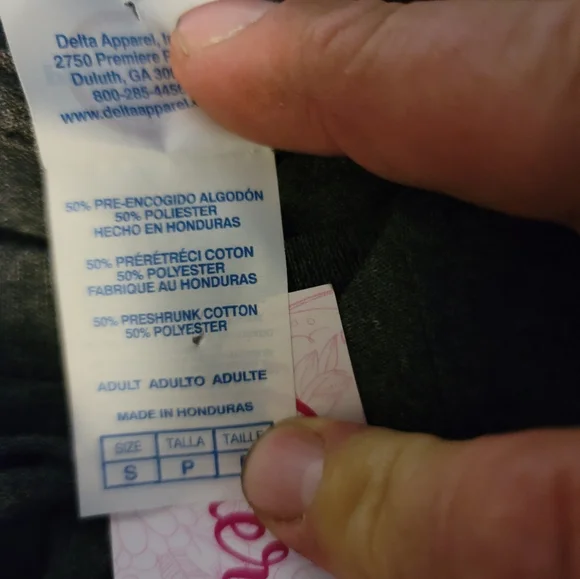 Delta Apparel,
2750 Premiere
Duluth, GA
800-285-445
www.deltaapparel.
50% PRE-ENCOGIDO ALGODÓN
50% POLIESTER
HECHO EN HONDURAS
50% PRÉRÉTRÉCI COTON
50% POLYESTER
FABRIQUE AU HONDURAS
50% PRESHRUNK COTTON
50% POLYESTER
ADULT ADULTO ADULTE
MADE IN HONDURAS
SIZE TALLA TAILLE
S P
er